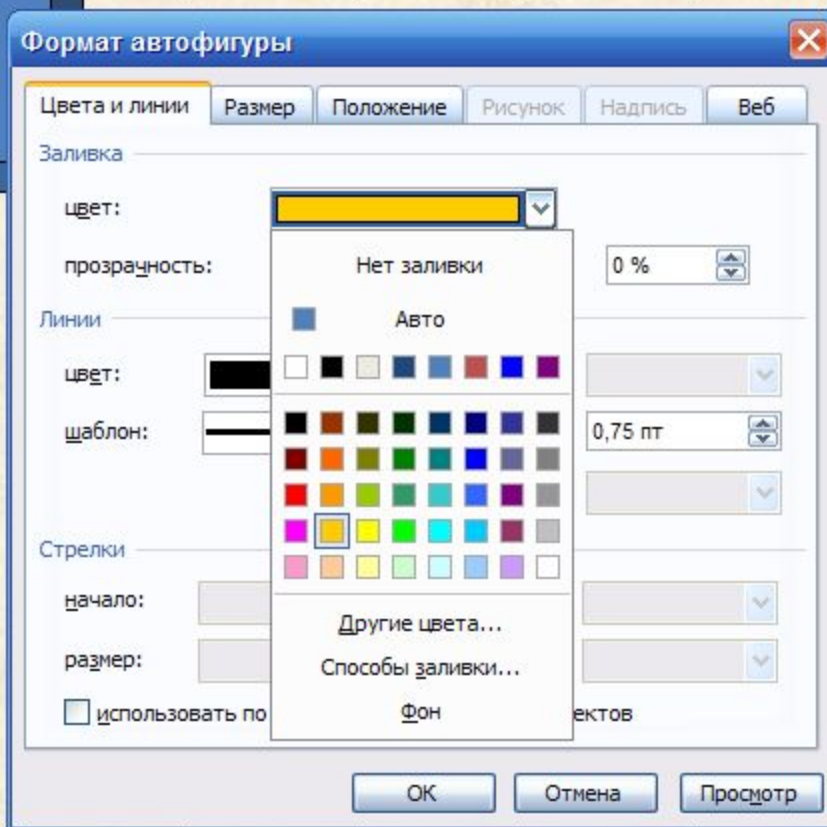 Формат автофигуры
Цвета и линии Размер Положение Рисунок Надпись Веб
Заливка
цвет:
прозрачность: 0 %
Нет заливки
Авто
Линии
цвет:
шаблон: 0,75 пт
Стрелки
начало:
размер:
Другие цвета...
Способы заливки...
Фон
использовать по ектов
ОК Отмена Просмотр